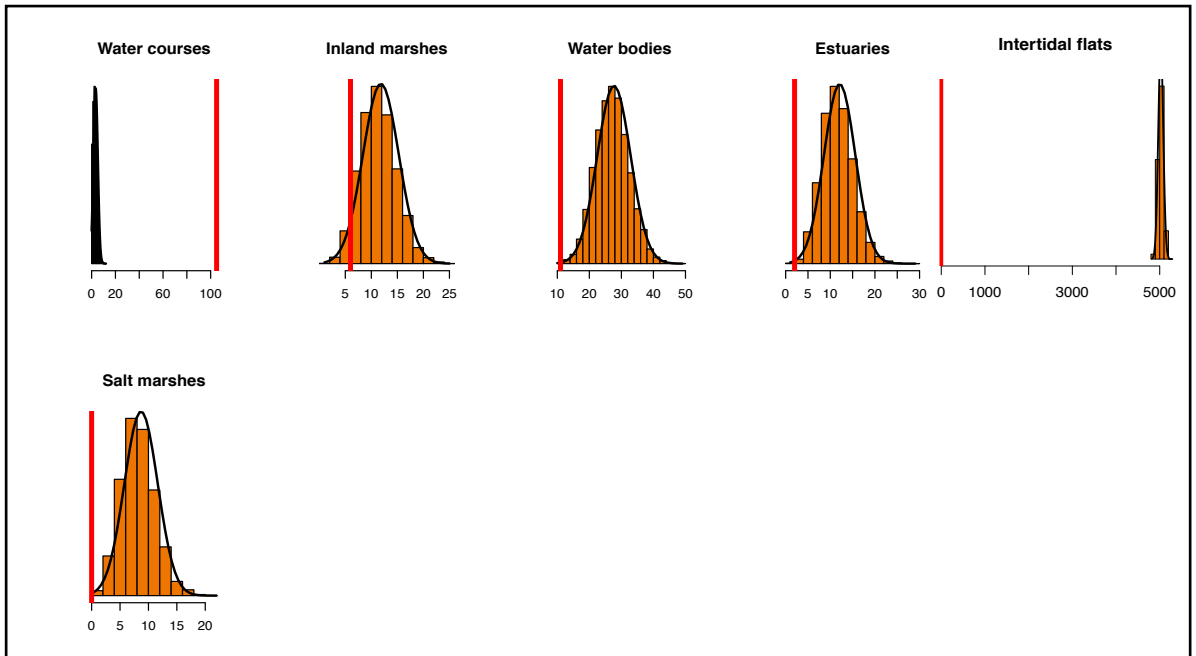 Water courses
Inland marshes
Water bodies
Estuaries
Intertidal flats
0 20 60 100
5 10 15 20 25
10 20 30 40 50
0 5 10 20 30
0 1000 3000 5000
Salt marshes
0 5 10 15 20